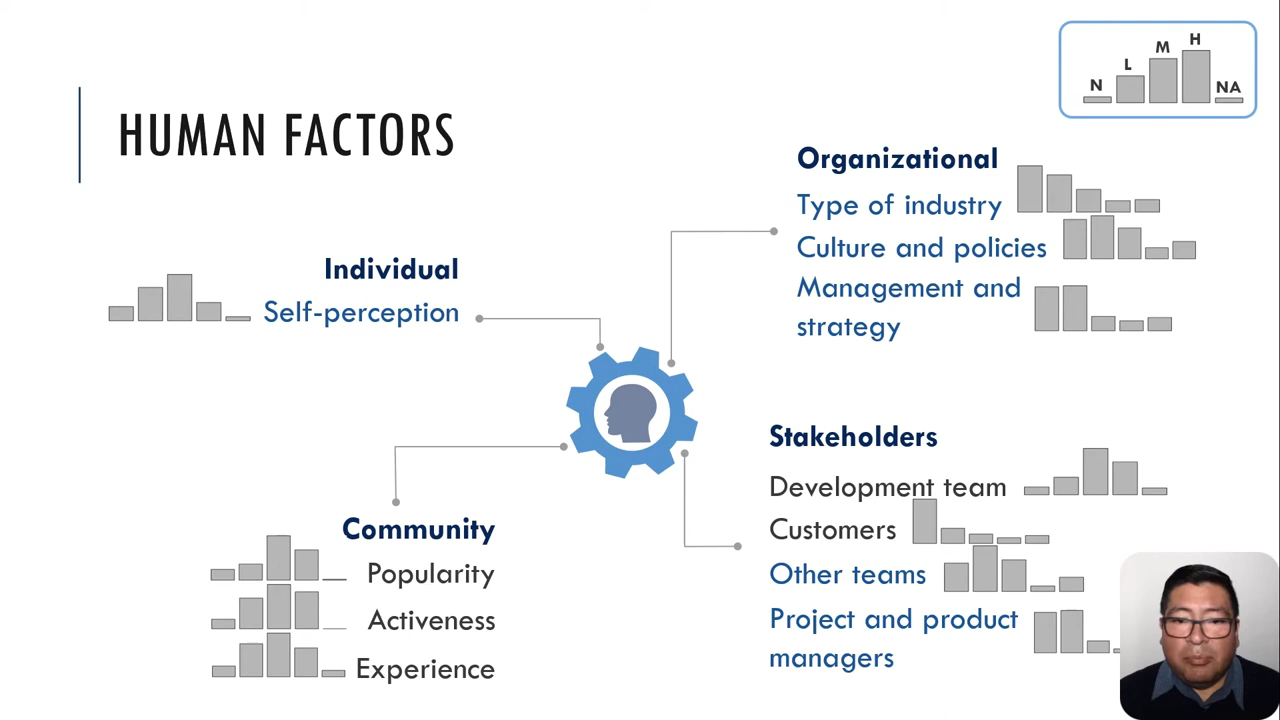 HUMAN FACTORS
N L M H NA
Individual
Self-perception
Community
Popularity
Activeness
Experience
Organizational
Type of industry
Culture and policies
Management and
strategy
Stakeholders
Development team
Customers
Other teams
Project and product
managers